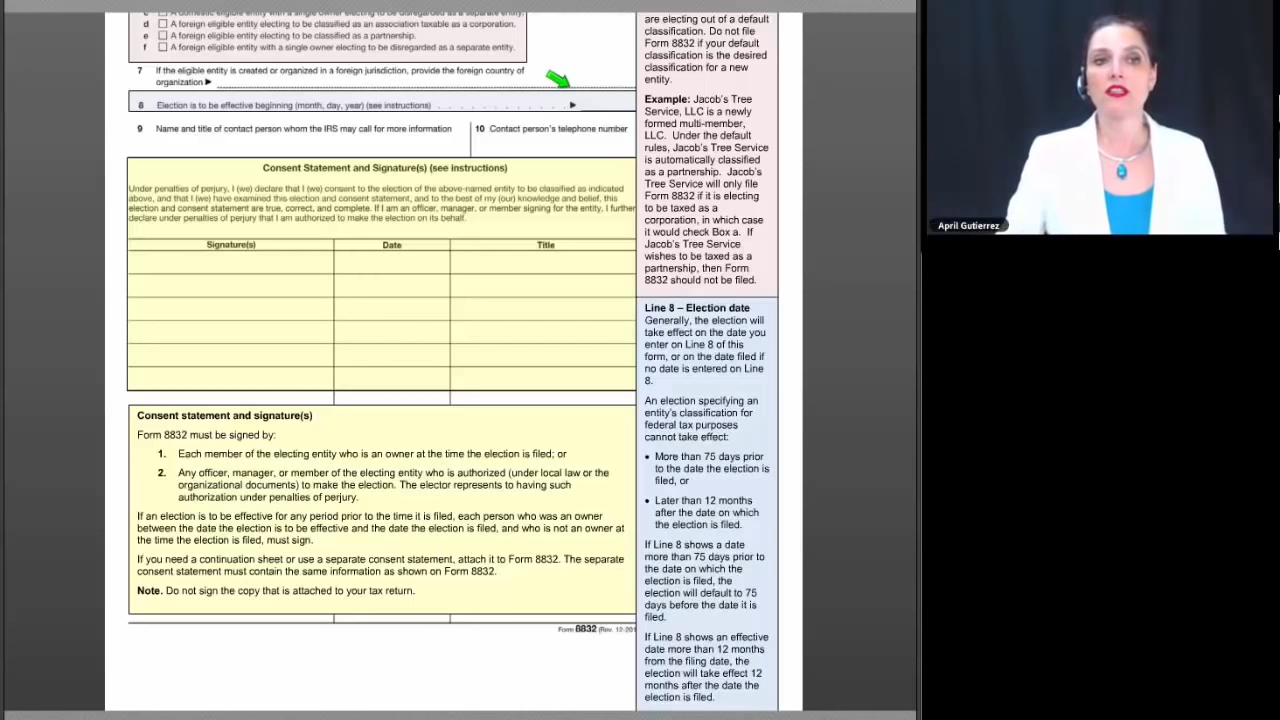 d A foreign eligible entity electing to be classified as an association taxable as a corporation.
e A foreign eligible entity electing to be classified as a partnership.
f A foreign eligible entity with a single owner electing to be disregarded as a separate entity.
7 If the eligible entity is created or organized in a foreign jurisdiction, provide the foreign country of
organization ▶
8 Election is to be effective beginning (month, day, year) (see instructions) . . . . . . . . . . . . ▶
9 Name and title of contact person whom the IRS may call for more information
10 Contact person's telephone number
Consent Statement and Signature(s) (see instructions)
Under penalties of perjury, I (we) declare that I (we) consent to the election of the above-named entity to be classified as indicated
above, and that I (we) have examined this election and consent statement, and to the best of my (our) knowledge and belief, this
election and consent statement are true, correct, and complete. If I am an officer, manager, or member signing for the entity, I further
declare under penalties of perjury that I am authorized to make the election on its behalf.
Signature(s) Date Title
Consent statement and signature(s)
Form 8832 must be signed by:
1. Each member of the electing entity who is an owner at the time the election is filed; or
2. Any officer, manager, or member of the electing entity who is authorized (under local law or the
organizational documents) to make the election. The elector represents to having such
authorization under penalties of perjury.
If an election is to be effective for any period prior to the time it is filed, each person who was an owner
between the date the election is to be effective and the date the election is filed, and who is not an owner at
the time the election is filed, must sign.
If you need a continuation sheet or use a separate consent statement, attach it to Form 8832. The separate
consent statement must contain the same information as shown on Form 8832.
Note. Do not sign the copy that is attached to your tax return.
Form 8832 (Rev. 12-201
are electing out of a default
classification. Do not file
Form 8832 if your default
classification is the desired
classification for a new
entity.
Example: Jacob's Tree
Service, LLC is a newly
formed multi-member,
LLC. Under the default
rules, Jacob's Tree Service
is automatically classified
as a partnership. Jacob's
Tree Service will only file
Form 8832 if it is electing
to be taxed as a
corporation, in which case
it would check Box a. If
Jacob's Tree Service
wishes to be taxed as a
partnership, then Form
8832 should not be filed.
Line 8 – Election date
Generally, the election will
take effect on the date you
enter on Line 8 of this
form, or on the date filed if
no date is entered on Line
8.
An election specifying an
entity's classification for
federal tax purposes
cannot take effect:
• More than 75 days prior
to the date the election is
filed, or
• Later than 12 months
after the date on which
the election is filed.
If Line 8 shows a date
more than 75 days prior to
the date on which the
election is filed, the
election will default to 75
days before the date it is
filed.
If Line 8 shows an effective
date more than 12 months
from the filing date, the
election will take effect 12
months after the date the
election is filed.
April Gutierrez